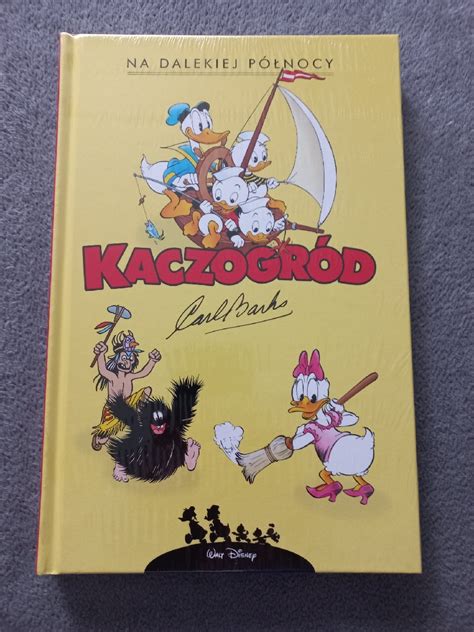 NA DALEKIEJ PÓŁNOCY
KACZOGRÓD
Carl Barks
Walt Disney